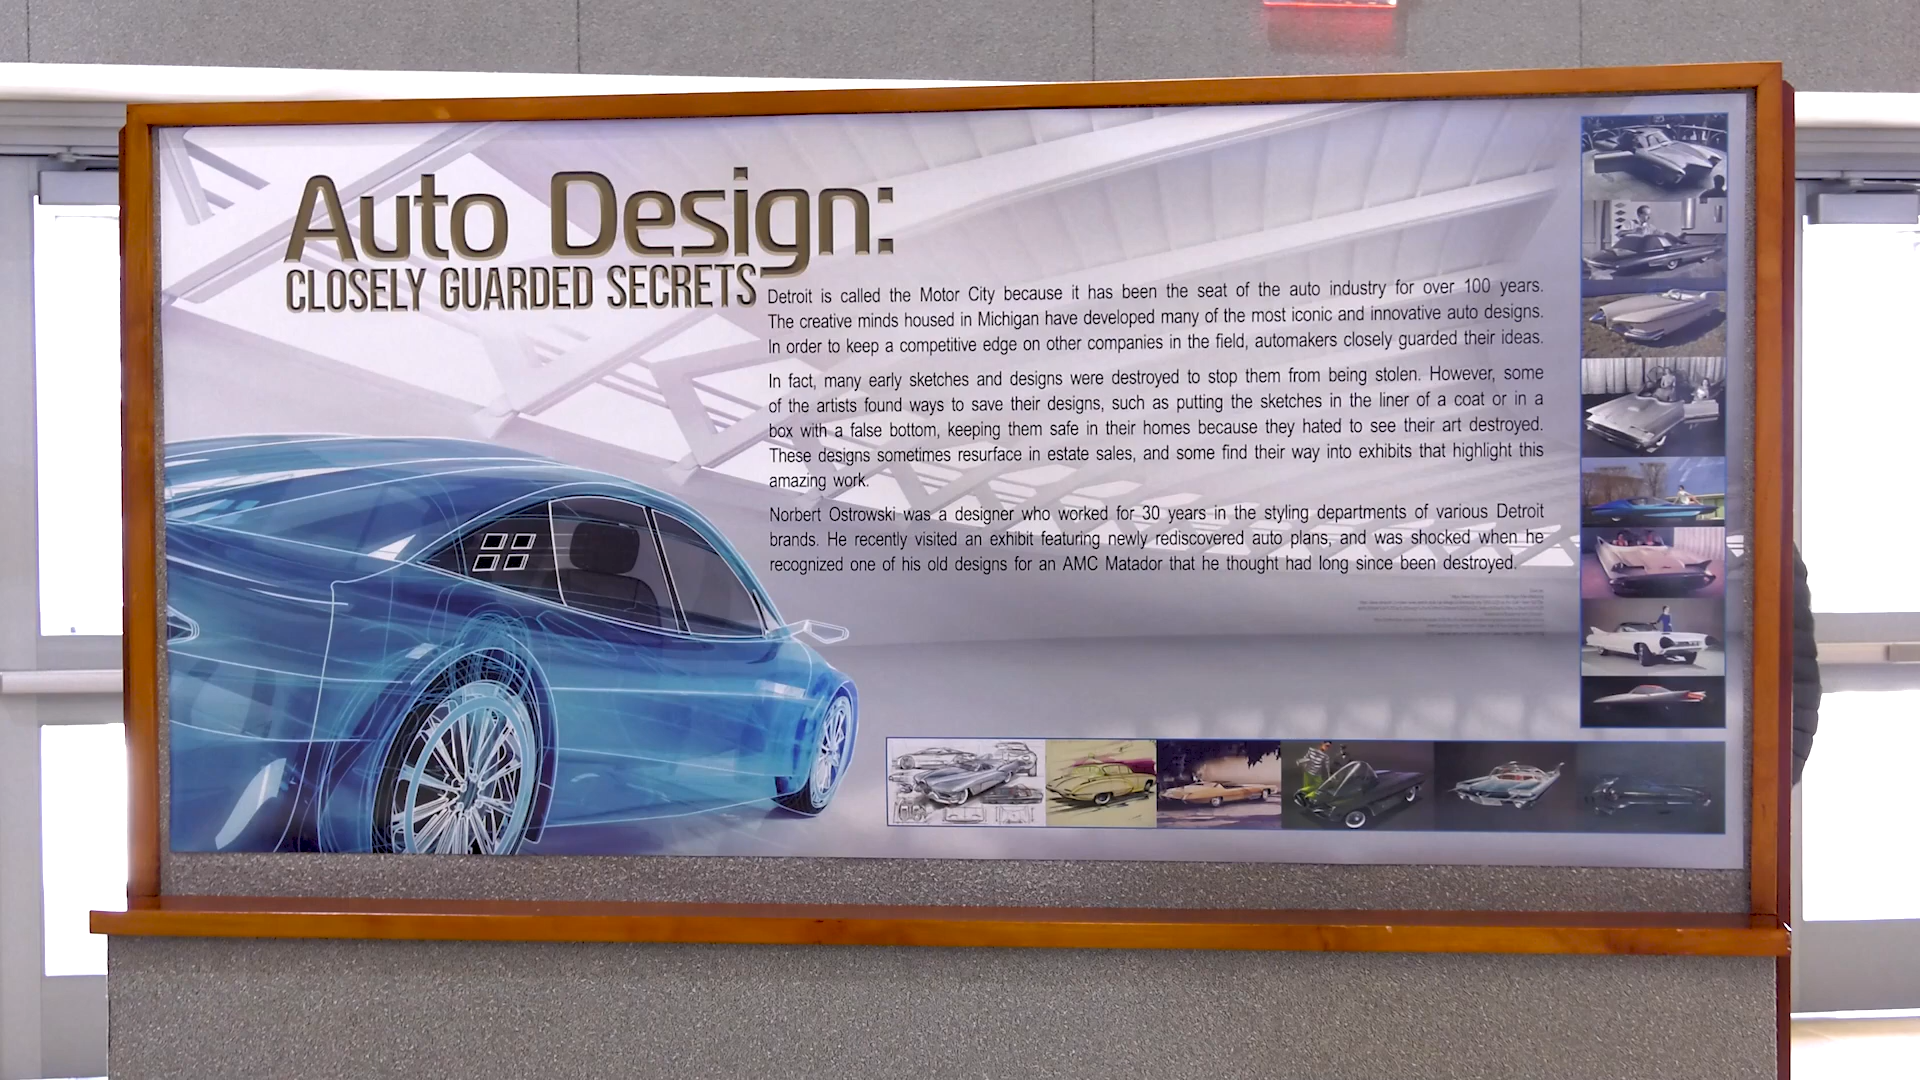 Auto Design:
CLOSELY GUARDED SECRETS
Detroit is called the Motor City because it has been the seat of the auto industry for over 100 years.
The creative minds housed in Michigan have developed many of the most iconic and innovative auto designs.
In order to keep a competitive edge on other companies in the field, automakers closely guarded their ideas.
In fact, many early sketches and designs were destroyed to stop them from being stolen. However, some
of the artists found ways to save their designs, such as putting the sketches in the liner of a coat or in a
box with a false bottom, keeping them safe in their homes because they hated to see their art destroyed.
These designs sometimes resurface in estate sales, and some find their way into exhibits that highlight this
amazing work.
Norbert Ostrowski was a designer who worked for 30 years in the styling departments of various Detroit
brands. He recently visited an exhibit featuring newly rediscovered auto plans, and was shocked when he
recognized one of his old designs for an AMC Matador that he thought had long since been destroyed.